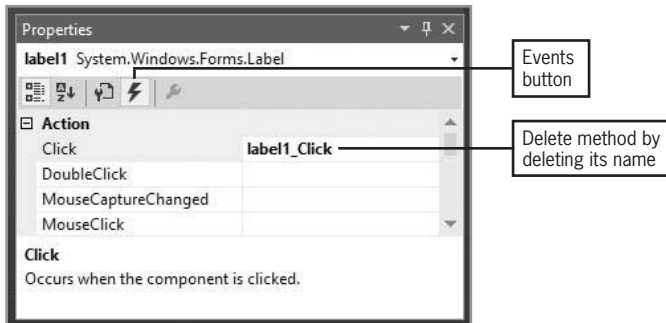 Properties
label1 System.Windows.Forms.Label
Action
Click label1_Click
DoubleClick
MouseCaptureChanged
MouseClick
Click
Occurs when the component is clicked.
Events
button
Delete method by
deleting its name